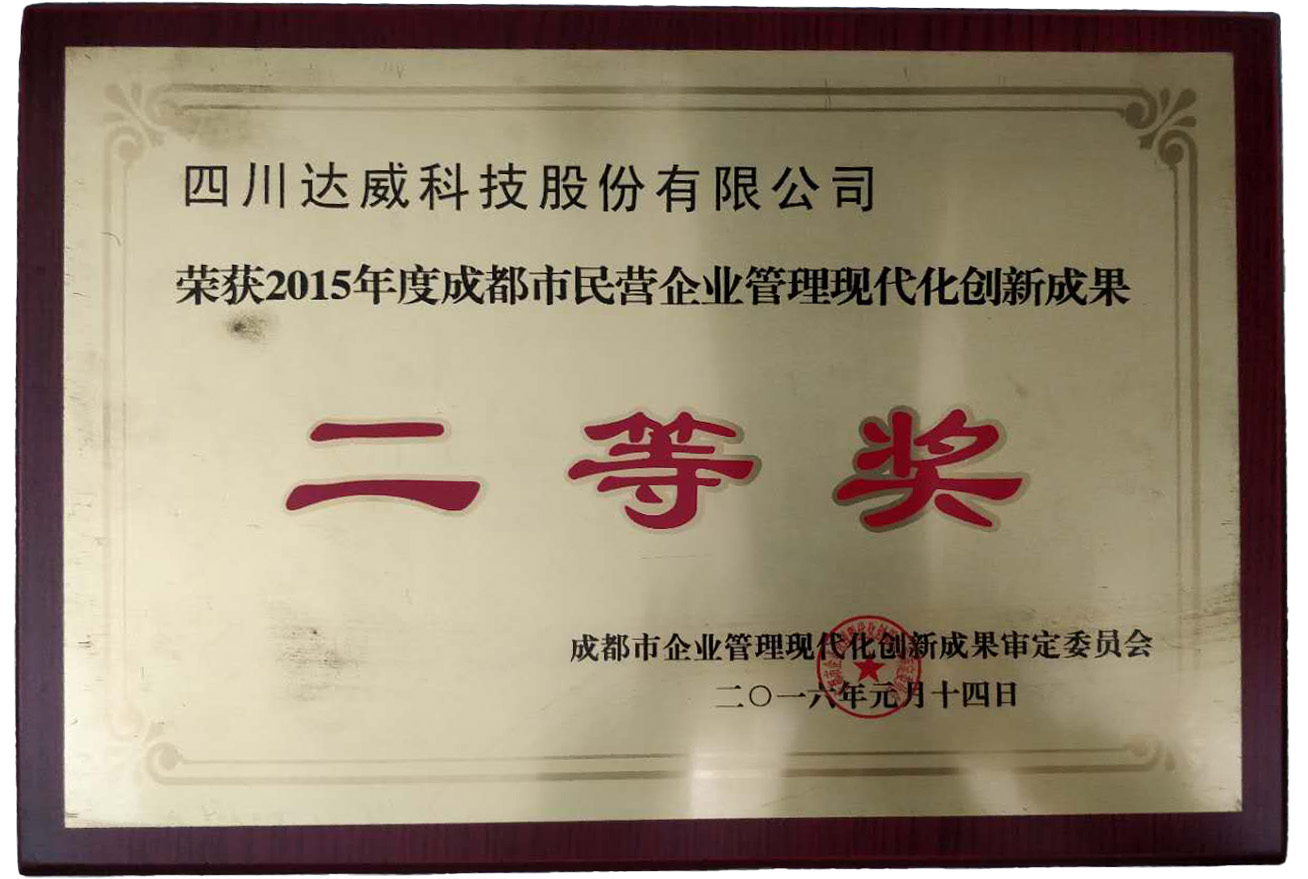 四川达威科技股份有限公司
荣获2015年度成都市民营企业管理现代化创新成果
二等奖
成都市企业管理现代化创新成果审定委员会
二〇一六年元月十四日